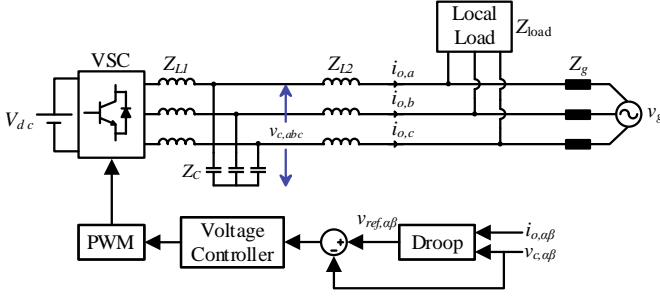 Local
Load
Z_load
VSC
Z_L1
Z_L2
i_o,a
Z_g
i_o,b
V_dc
v_c,abc
v_g
i_o,c
Z_C
v_ref,αβ
i_o,αβ
PWM
Voltage
Controller
+
-
Droop
v_c,αβ